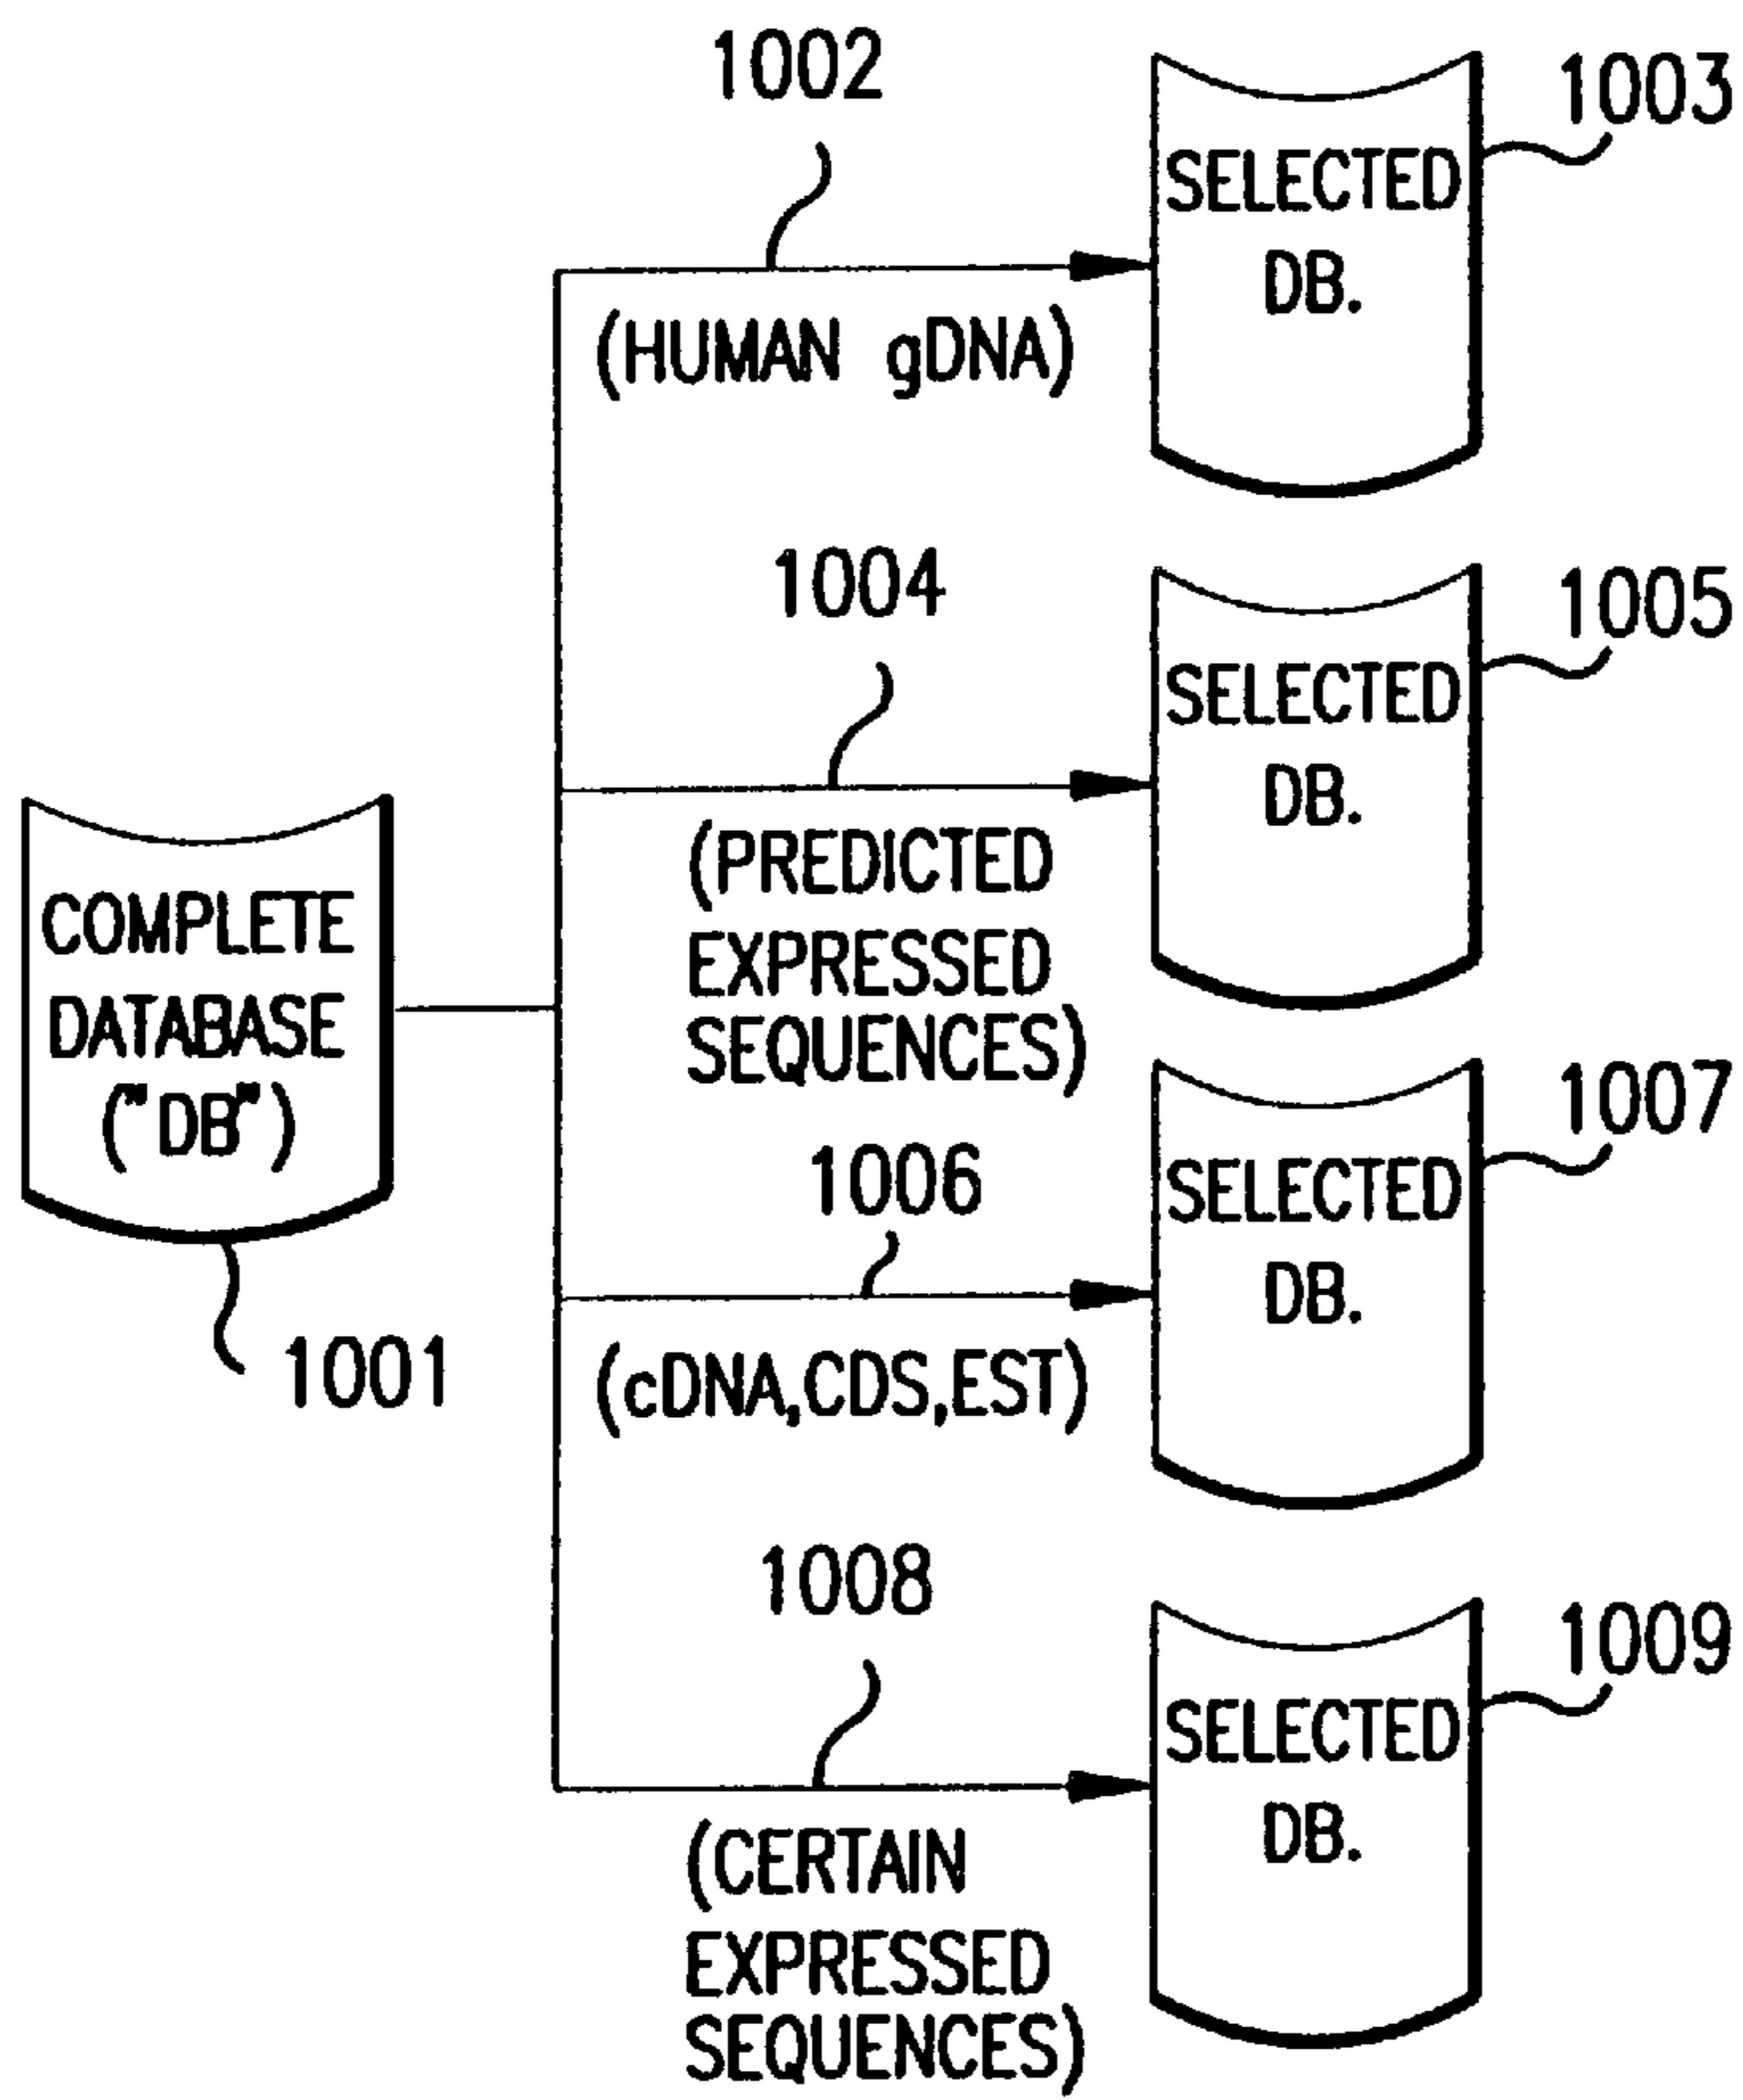 1002
1003
SELECTED
DB.
(HUMAN gDNA)
1004
1005
SELECTED
DB.
(PREDICTED
EXPRESSED
SEQUENCES)
COMPLETE
DATABASE
("DB")
1001
1006
1007
SELECTED
DB.
(cDNA,CDS,EST)
1008
1009
SELECTED
DB.
(CERTAIN
EXPRESSED
SEQUENCES)